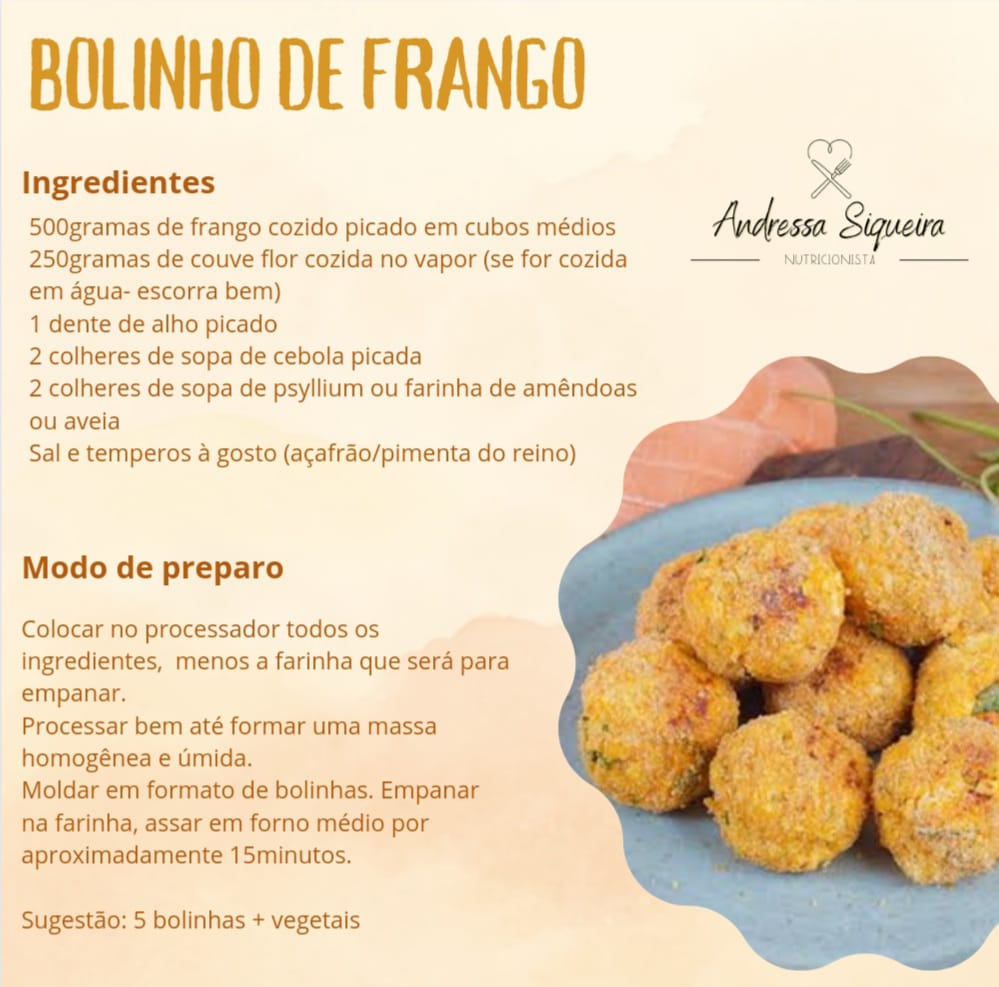 BOLINHO DE FRANGO
Ingredientes
500gramas de frango cozido picado em cubos médios
250gramas de couve flor cozida no vapor (se for cozida
em água- escorra bem)
1 dente de alho picado
2 colheres de sopa de cebola picada
2 colheres de sopa de psyllium ou farinha de amêndoas
ou aveia
Sal e temperos à gosto (açafrão/pimenta do reino)
Andressa Siqueira
NUTRICIONISTA
Modo de preparo
Colocar no processador todos os
ingredientes, menos a farinha que será para
empanar.
Processar bem até formar uma massa
homogênea e úmida.
Moldar em formato de bolinhas. Empanar
na farinha, assar em forno médio por
aproximadamente 15minutos.
Sugestão: 5 bolinhas + vegetais